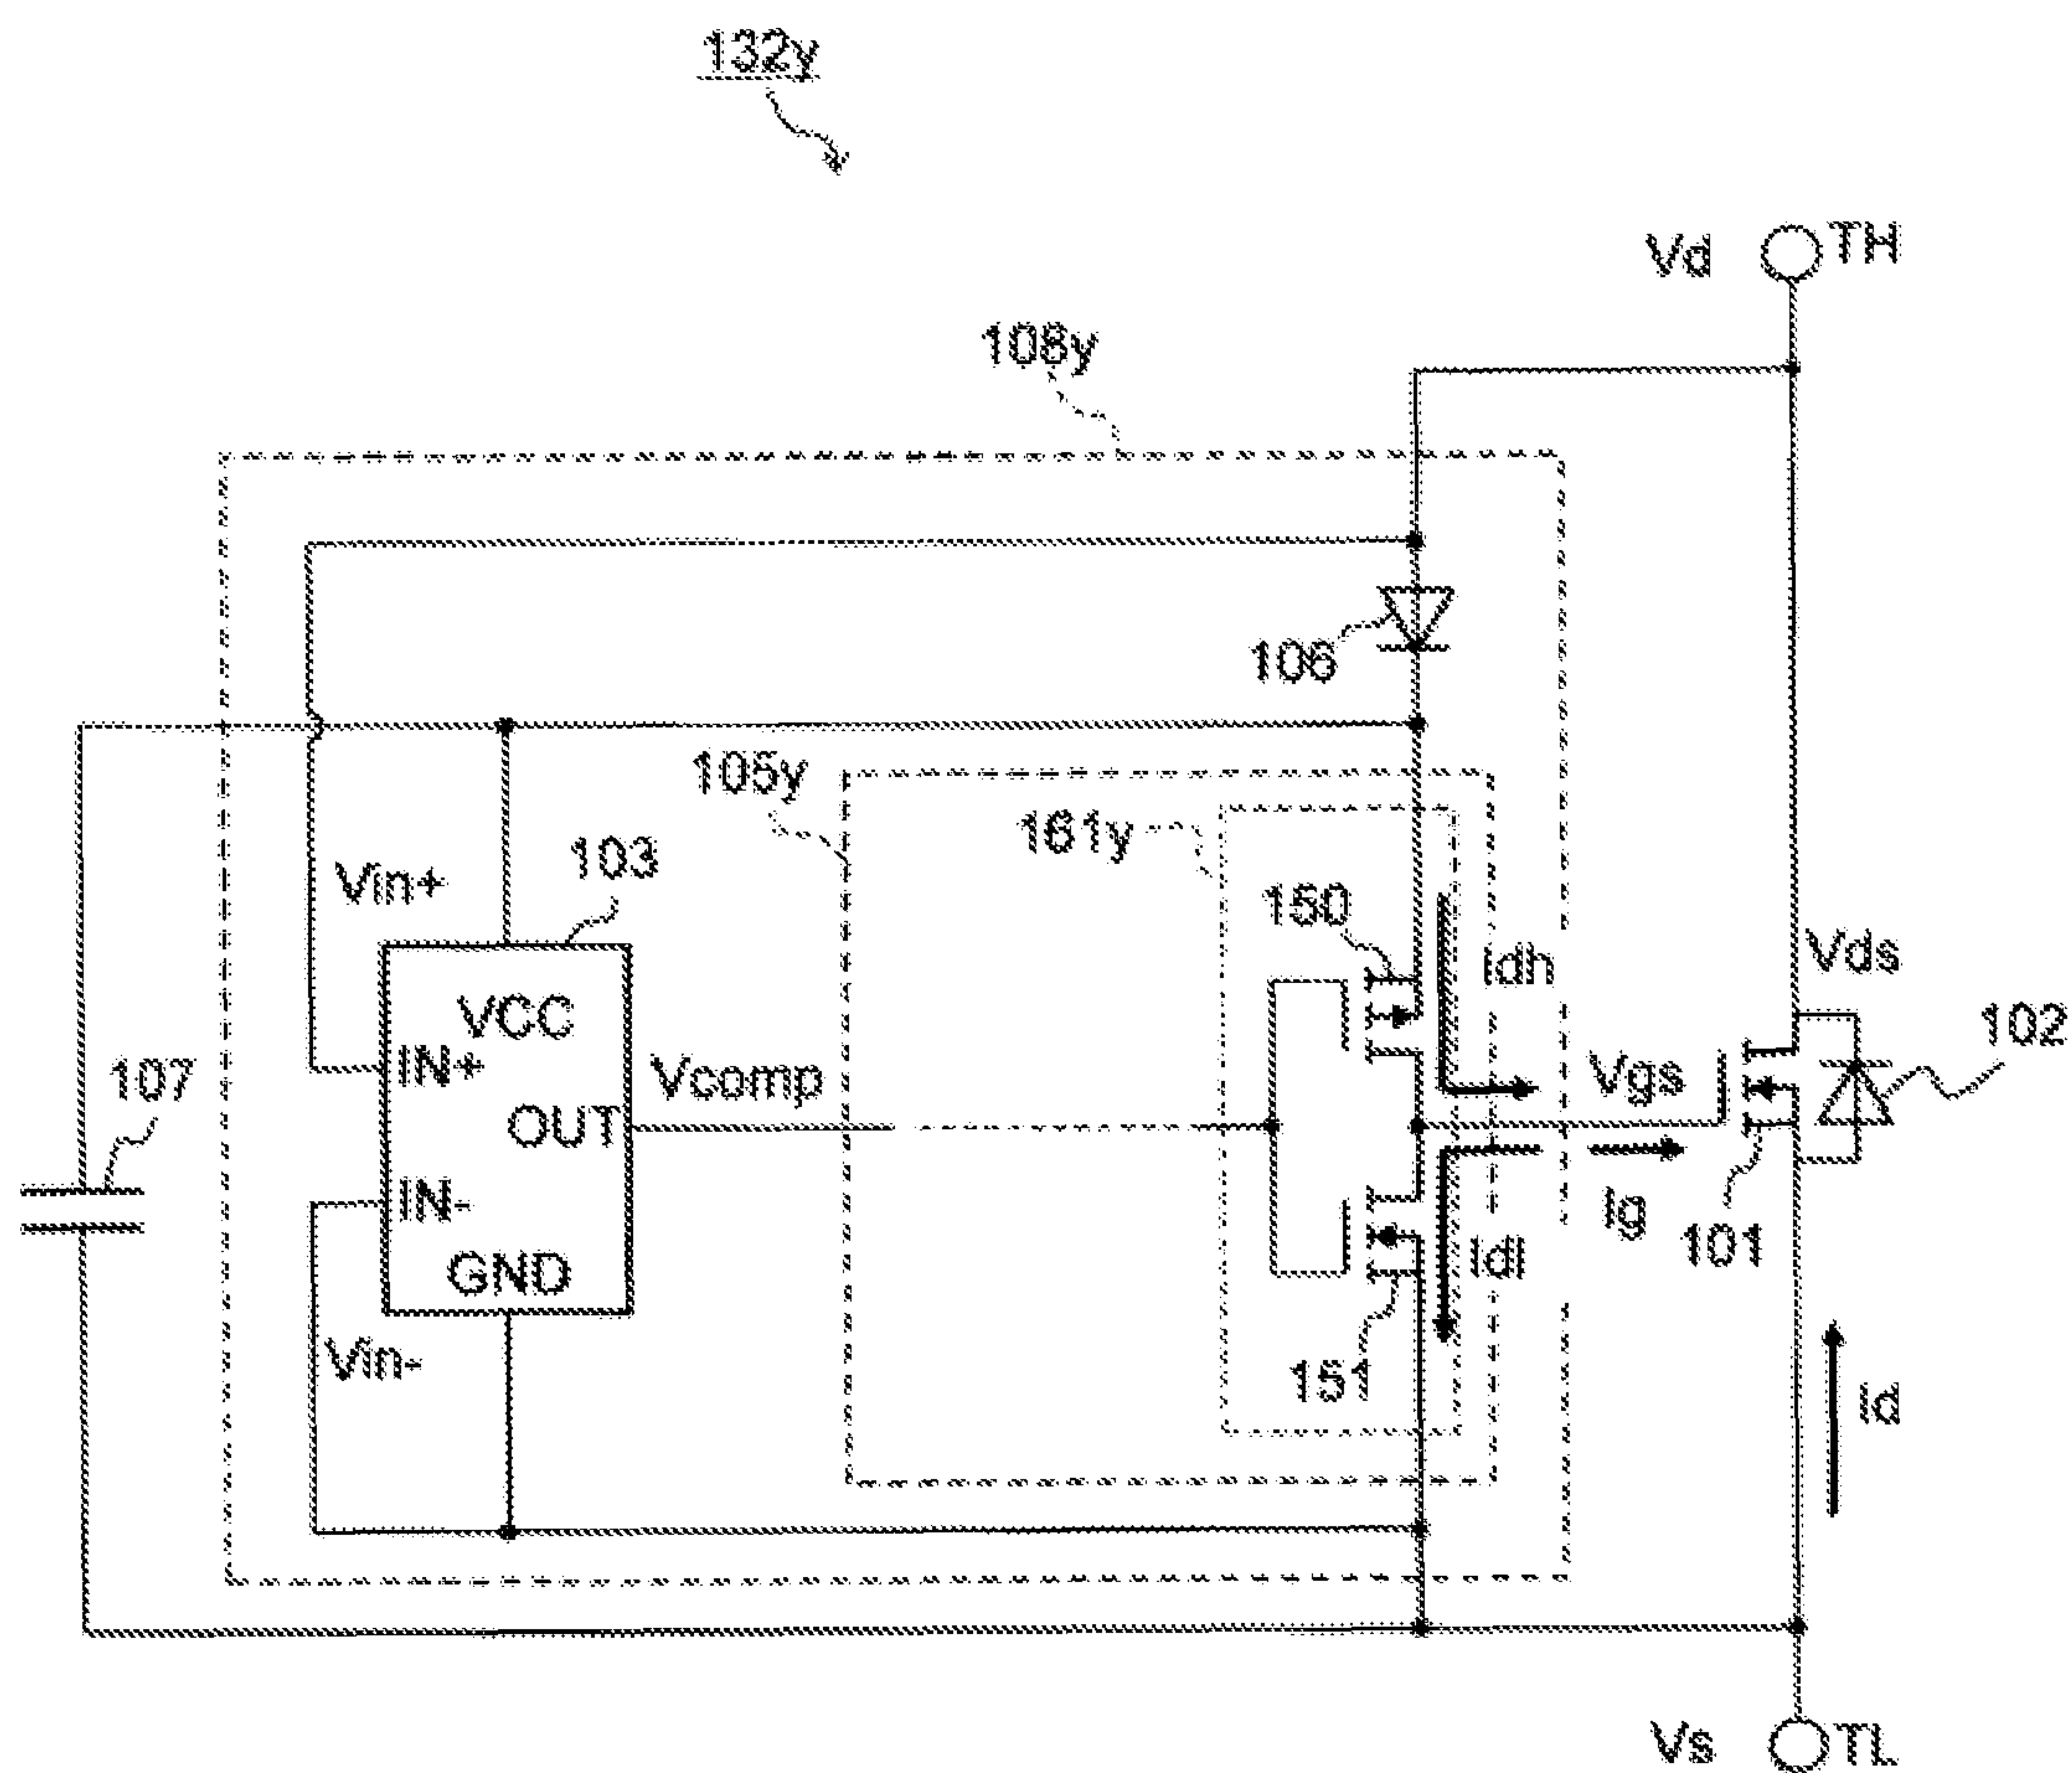 132y
Vd
TH
108y
106
105y
161y
103
Vin+
150
Idh
Vds
VCC
102
107
IN+
Vcomp
Vgs
OUT
IN-
Ig
101
Idl
GND
Vin-
151
Id
Vs
TL